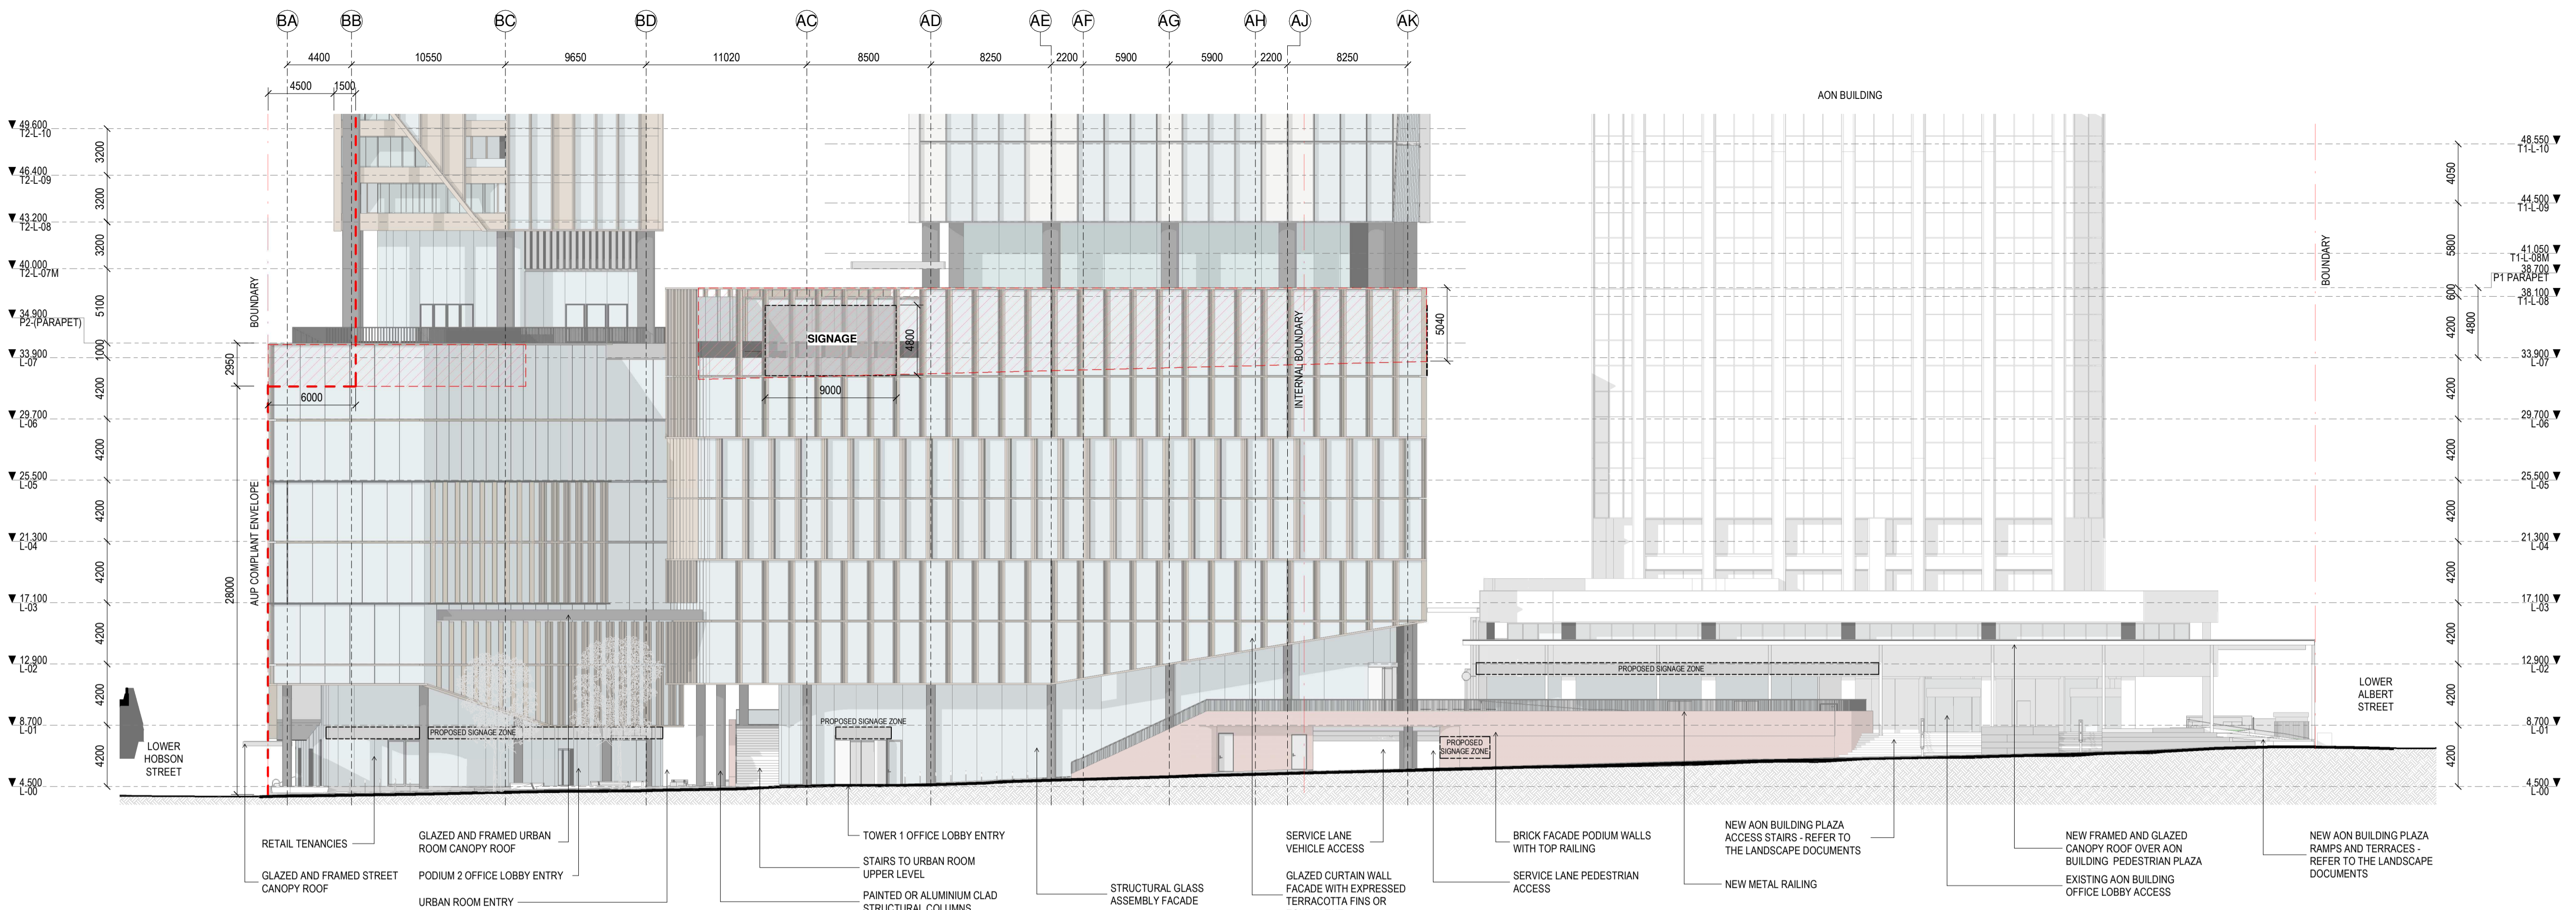 BA BB BC BD AC AD AE AF AG AH AJ AK
4400 10550 9650 11020 8500 8250 2200 5900 5900 2200 8250
4500 1500
AON BUILDING
49,600
T2-L-10
3200
46,400
T2-L-09
3200
43,200
T2-L-08
3200
40,000
T2-L-07M
5100
34,900
P2-(PARAPET)
1000
33,900
L-07
4200
29,700
L-06
4200
25,500
L-05
4200
21,300
L-04
4200
17,100
L-03
4200
12,900
L-02
4200
8,700
L-01
4200
4,500
L-00
BOUNDARY
2950
6000
28000
AUP COMPLIANT ENVELOPE
SIGNAGE
4800
9000
INTERNAL BOUNDARY
5040
PROPOSED SIGNAGE ZONE
PROPOSED SIGNAGE ZONE
PROPOSED
SIGNAGE ZONE
PROPOSED SIGNAGE ZONE
BOUNDARY
48,550
T1-L-10
4050
44,500
T1-L-09
5800
41,050
T1-L-08M
38,700
P1 PARAPET
600
38,100
T1-L-08
4200
4800
33,900
L-07
4200
29,700
L-06
4200
25,500
L-05
4200
21,300
L-04
4200
17,100
L-03
4200
12,900
L-02
4200
8,700
L-01
4200
4,500
L-00
LOWER
HOBSON
STREET
LOWER
ALBERT
STREET
RETAIL TENANCIES
GLAZED AND FRAMED STREET
CANOPY ROOF
GLAZED AND FRAMED URBAN
ROOM CANOPY ROOF
PODIUM 2 OFFICE LOBBY ENTRY
URBAN ROOM ENTRY
TOWER 1 OFFICE LOBBY ENTRY
STAIRS TO URBAN ROOM
UPPER LEVEL
PAINTED OR ALUMINIUM CLAD
STRUCTURAL COLUMNS
STRUCTURAL GLASS
ASSEMBLY FACADE
SERVICE LANE
VEHICLE ACCESS
GLAZED CURTAIN WALL
FACADE WITH EXPRESSED
TERRACOTTA FINS OR
BRICK FACADE PODIUM WALLS
WITH TOP RAILING
SERVICE LANE PEDESTRIAN
ACCESS
NEW AON BUILDING PLAZA
ACCESS STAIRS - REFER TO
THE LANDSCAPE DOCUMENTS
NEW METAL RAILING
NEW FRAMED AND GLAZED
CANOPY ROOF OVER AON
BUILDING PEDESTRIAN PLAZA
EXISTING AON BUILDING
OFFICE LOBBY ACCESS
NEW AON BUILDING PLAZA
RAMPS AND TERRACES -
REFER TO THE LANDSCAPE
DOCUMENTS